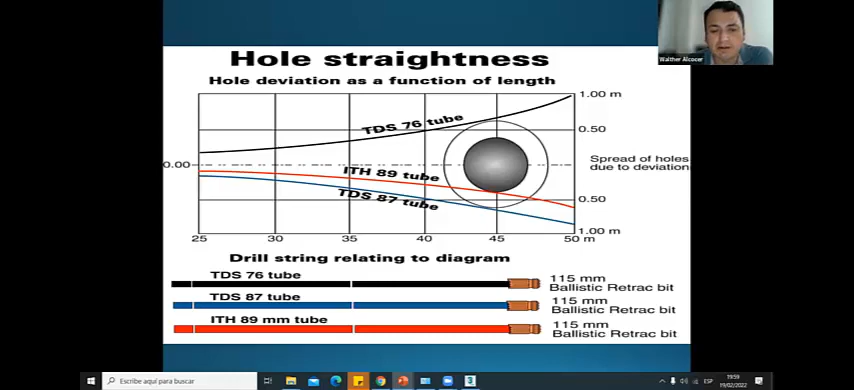 Walther Alcocer
Hole straightness
Hole deviation as a function of length
1.00 m
TDS 76 tube
0.50
0.00
Spread of holes
due to deviation
ITH 89 tube
TDS 87 tube
0.50
1.00 m
25 30 35 40 45 50 m
Drill string relating to diagram
TDS 76 tube
115 mm
Ballistic Retrac bit
TDS 87 tube
115 mm
Ballistic Retrac bit
ITH 89 mm tube
115 mm
Ballistic Retrac bit
Escribe aquí para buscar
ESP
19:59
19/02/2022